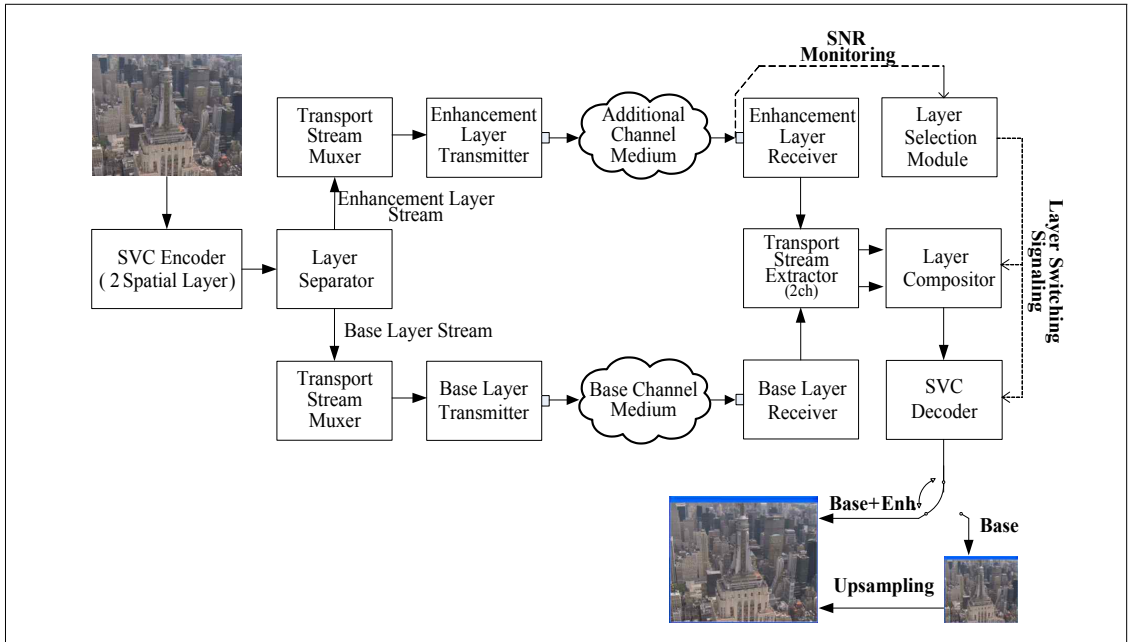 SNR
Monitoring
Transport
Stream
Muxer
Enhancement
Layer
Transmitter
Additional
Channel
Medium
Enhancement
Layer
Receiver
Layer
Selection
Module
Enhancement Layer
Stream
SVC Encoder
( 2 Spatial Layer)
Layer
Separator
Transport
Stream
Extractor
(2ch)
Layer
Compositor
Layer Switching
Signaling
Base Layer Stream
Transport
Stream
Muxer
Base Layer
Transmitter
Base Channel
Medium
Base Layer
Receiver
SVC
Decoder
Base+Enh.
Base
Upsampling